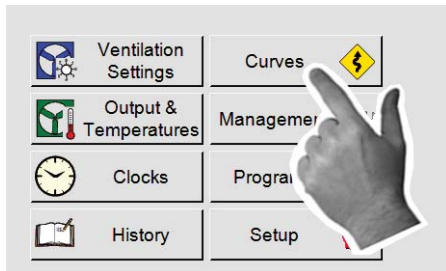 Ventilation
Settings
Curves
Output &
Temperatures
Clocks
History
Setup